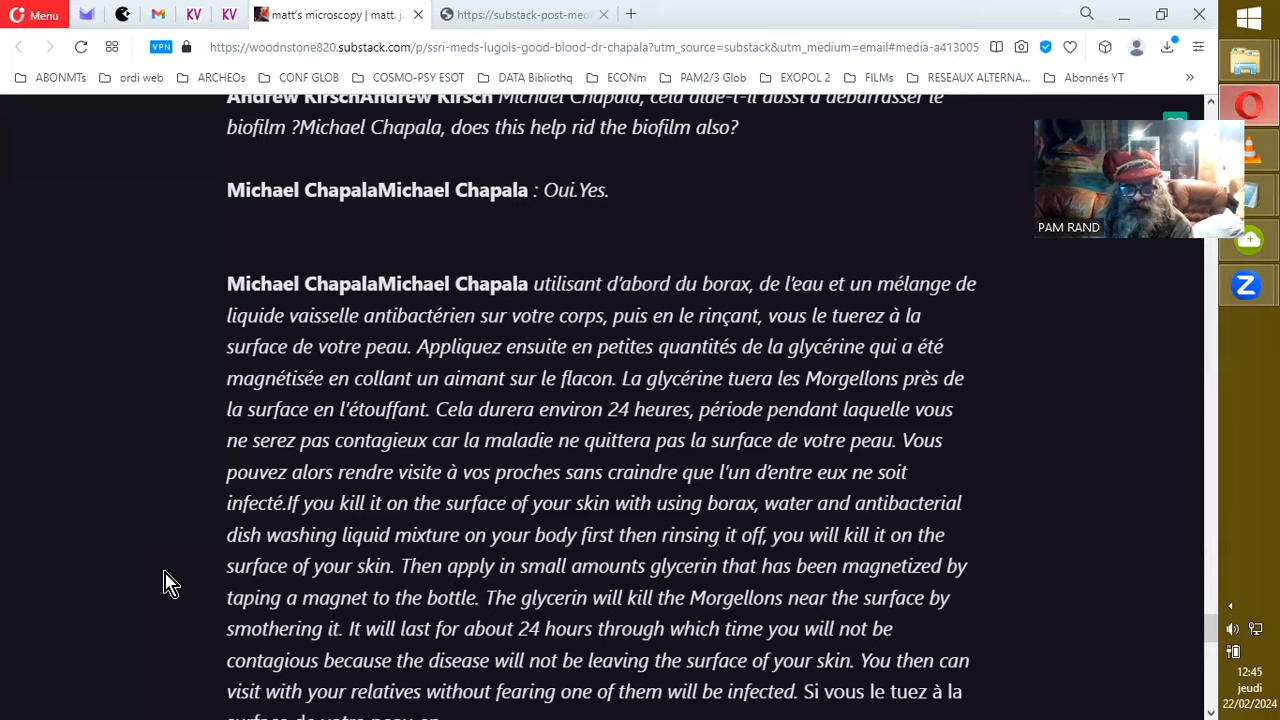 Menu
KV
KV
matt's microscopy | matt. j
https://substack-post-med
VPN
https://woodnstone820.substack.com/p/ssri-meds-lugols-good-blood-dr-chapala?utm_source=substack&utm_medium=email#media-a413005
ABONMTs
ordi web
ARCHEOs
CONF GLOB
COSMO-PSY ESOT
DATA Bibliothq
ECONm
PAM2/3 Glob
EXOPOL 2
FILMs
RESEAUX/ALTERNA...
Abonnés YT
»
Andrew KirschAndrew Kirsch Michael Chapala, cela aide-t-il aussi à débarrasser le
biofilm ?Michael Chapala, does this help rid the biofilm also?
Michael ChapalaMichael Chapala : Oui.Yes.
Michael ChapalaMichael Chapala utilisant d'abord du borax, de l'eau et un mélange de
liquide vaisselle antibactérien sur votre corps, puis en le rinçant, vous le tuerez à la
surface de votre peau. Appliquez ensuite en petites quantités de la glycérine qui a été
magnétisée en collant un aimant sur le flacon. La glycérine tuera les Morgellons près de
la surface en l'étouffant. Cela durera environ 24 heures, période pendant laquelle vous
ne serez pas contagieux car la maladie ne quittera pas la surface de votre peau. Vous
pouvez alors rendre visite à vos proches sans craindre que l'un d'entre eux ne soit
infecté.If you kill it on the surface of your skin with using borax, water and antibacterial
dish washing liquid mixture on your body first then rinsing it off, you will kill it on the
surface of your skin. Then apply in small amounts glycerin that has been magnetized by
taping a magnet to the bottle. The glycerin will kill the Morgellons near the surface by
smothering it. It will last for about 24 hours through which time you will not be
contagious because the disease will not be leaving the surface of your skin. You then can
visit with your relatives without fearing one of them will be infected. Si vous le tuez à la
surface de votre peau en
PAM RAND
12:45
jeudi
22/02/2024